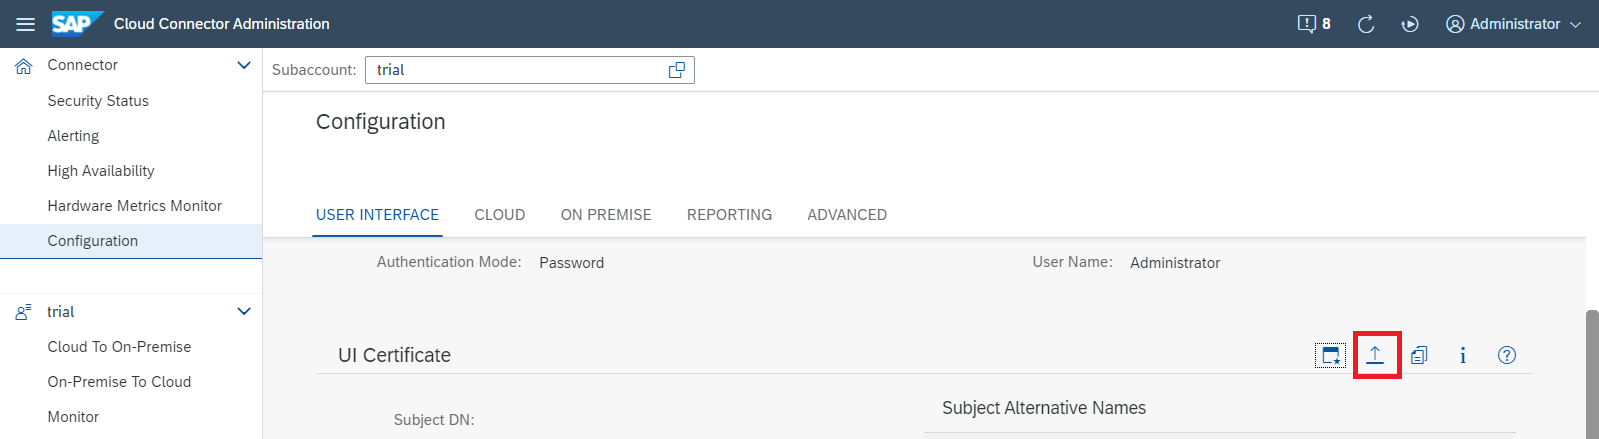 SAP Cloud Connector Administration 8 Administrator
Connector
Security Status
Alerting
High Availability
Hardware Metrics Monitor
Configuration
trial
Cloud To On-Premise
On-Premise To Cloud
Monitor
Subaccount: trial
Configuration
USER INTERFACE CLOUD ON PREMISE REPORTING ADVANCED
Authentication Mode: Password User Name: Administrator
UI Certificate
Subject DN:
Subject Alternative Names